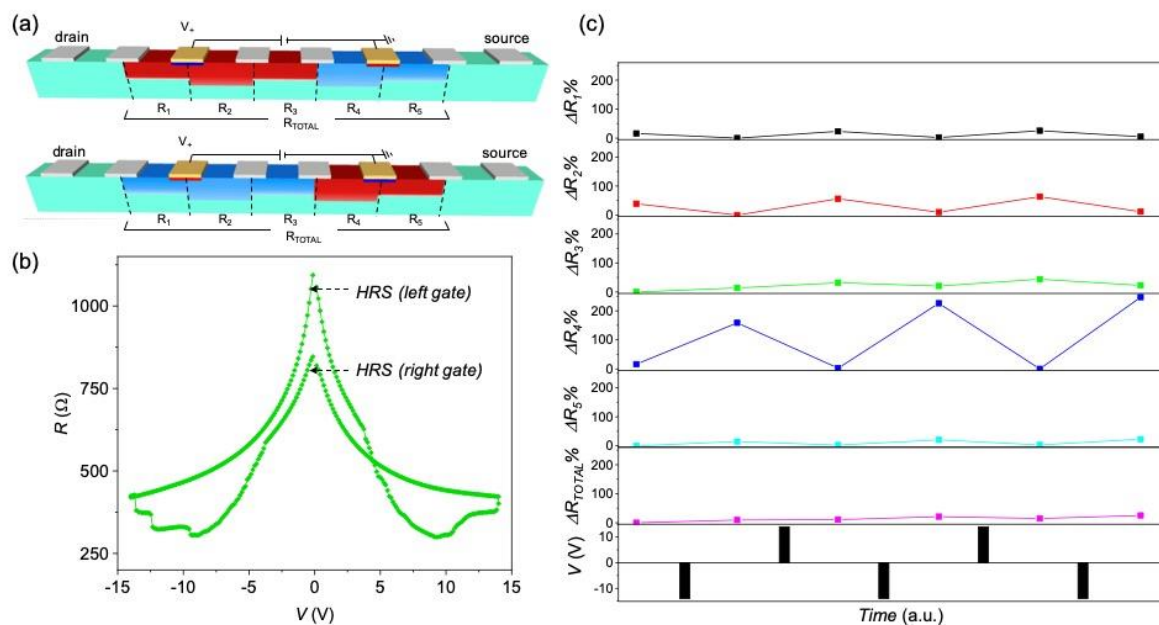 (a)
V+
drain
source
R1 R2 R3 R4 R5
RTOTAL
V+
drain
source
R1 R2 R3 R4 R5
RTOTAL
(b)
HRS (left gate)
HRS (right gate)
1000
750
500
250
R (Ω)
-15 -10 -5 0 5 10 15
V (V)
(c)
ΔR1%
200
100
0
ΔR2%
200
100
0
ΔR3%
200
100
0
ΔR4%
200
100
0
ΔR5%
200
100
0
ΔRTOTAL%
200
100
0
V (V)
10
0
-10
Time (a.u.)